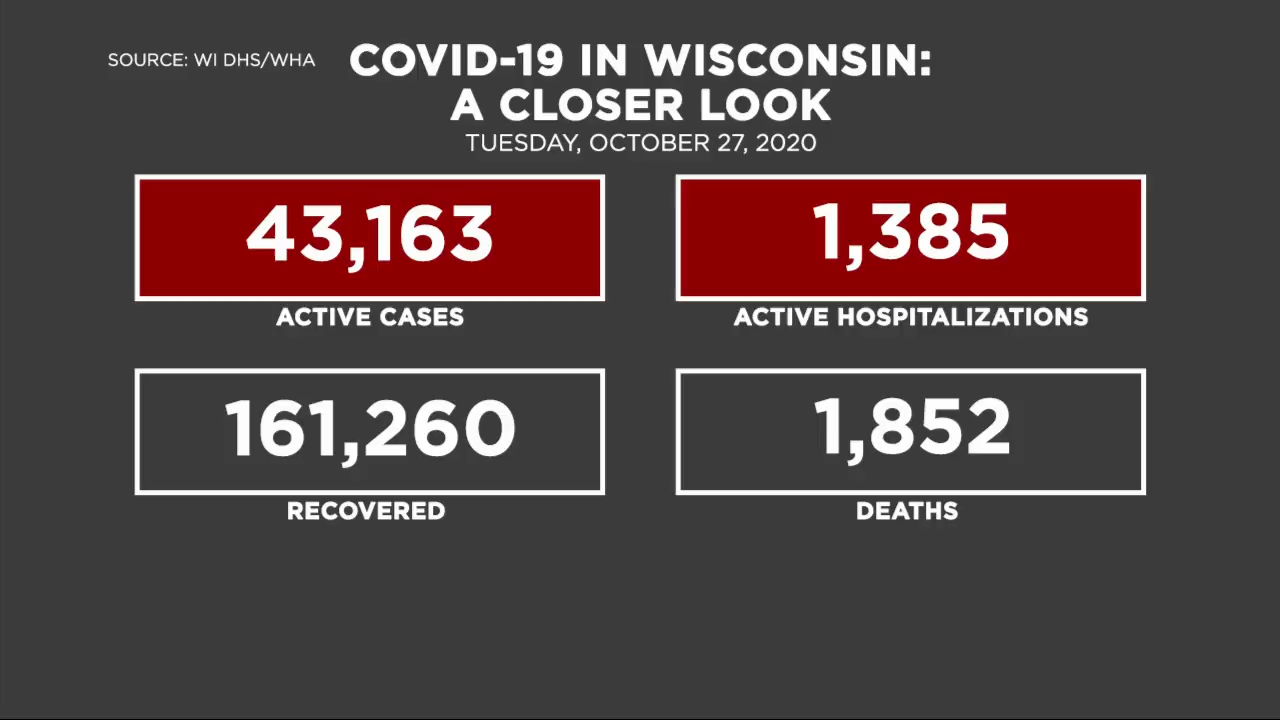 SOURCE: WI DHS/WHA
COVID-19 IN WISCONSIN:
A CLOSER LOOK
TUESDAY, OCTOBER 27, 2020
43,163
ACTIVE CASES
1,385
ACTIVE HOSPITALIZATIONS
161,260
RECOVERED
1,852
DEATHS